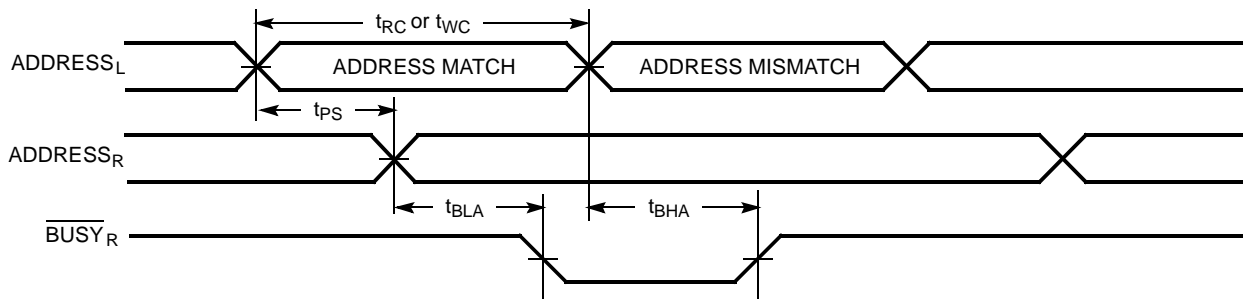 tRC or tWC
ADDRESSL ADDRESS MATCH ADDRESS MISMATCH
tPS
ADDRESSR
tBLA tBHA
BUSYR